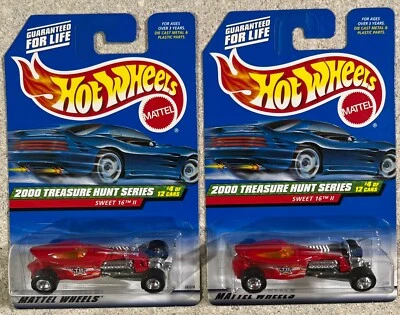 GUARANTEED
FOR LIFE
FOR AGES
OVER 3 YEARS
DIE CAST METAL &
PLASTIC PARTS.
HOT WHEELS
MATTEL
2000 TREASURE HUNT SERIES
#4 OF
12 CARS
SWEET 16™ II
MATTEL WHEELS
GUARANTEED
FOR LIFE
FOR AGES
OVER 3 YEARS
DIE CAST METAL &
PLASTIC PARTS.
HOT WHEELS
MATTEL
2000 TREASURE HUNT SERIES
#4 OF
12 CARS
SWEET 16™ II
MATTEL WHEELS